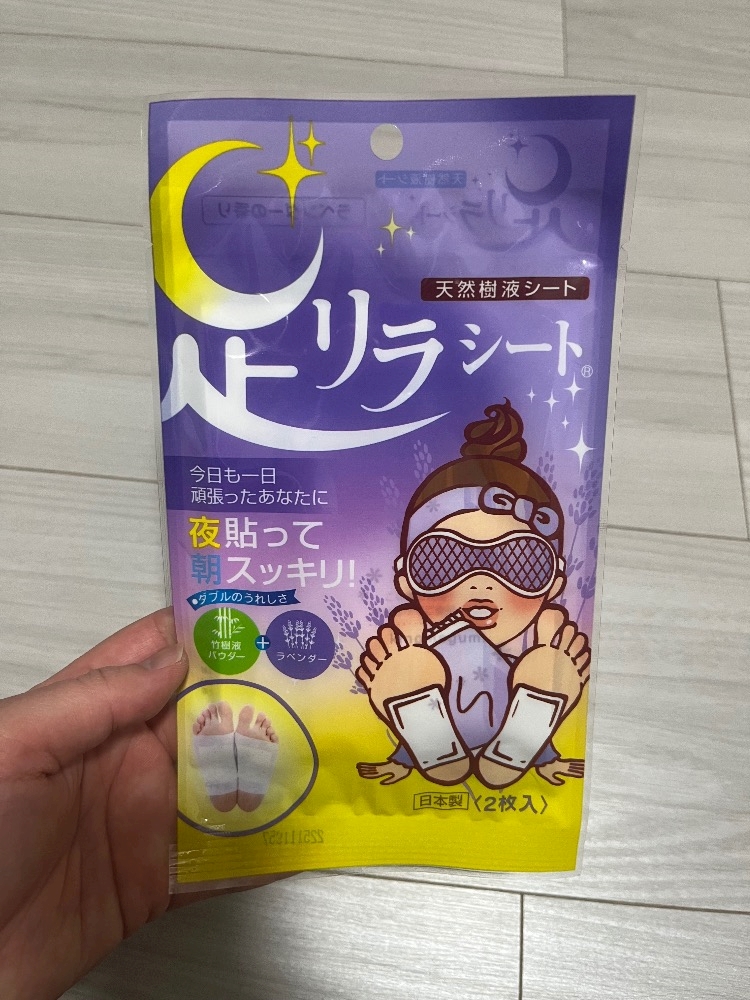 天然樹液シート
足リラシート®
今日も一日
頑張ったあなたに
夜貼って
朝スッキリ!
ダブルのうれしさ
竹樹液
パウダー
+
ラベンダー
日本製
〈2枚入〉